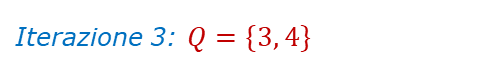 Iterazione 3: Q = {3, 4}